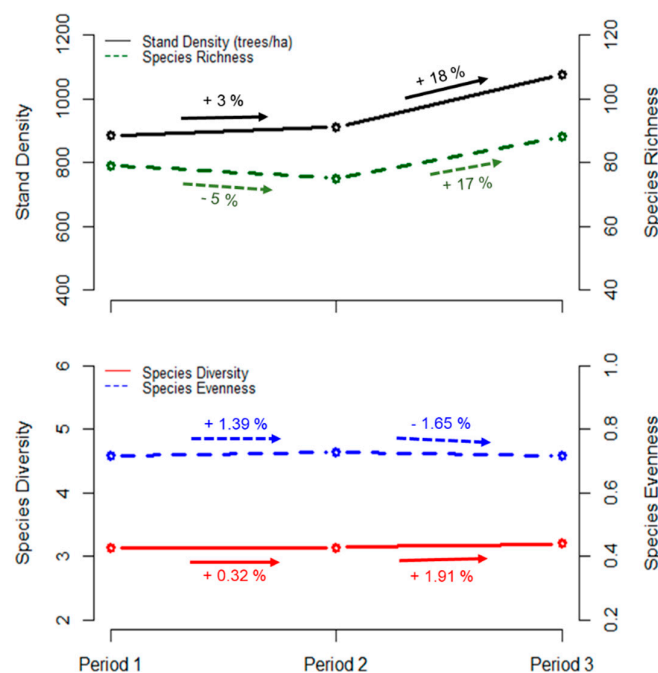 Stand Density (trees/ha)
Species Richness
+ 3 %
+ 18 %
- 5 %
+ 17 %
Stand Density
400
600
800
1000
1200
Species Richness
40
60
80
100
120
Species Diversity
Species Evenness
+ 1.39 %
- 1.65 %
+ 0.32 %
+ 1.91 %
Species Diversity
2
3
4
5
6
Species Evenness
0.2
0.4
0.6
0.8
1.0
Period 1
Period 2
Period 3